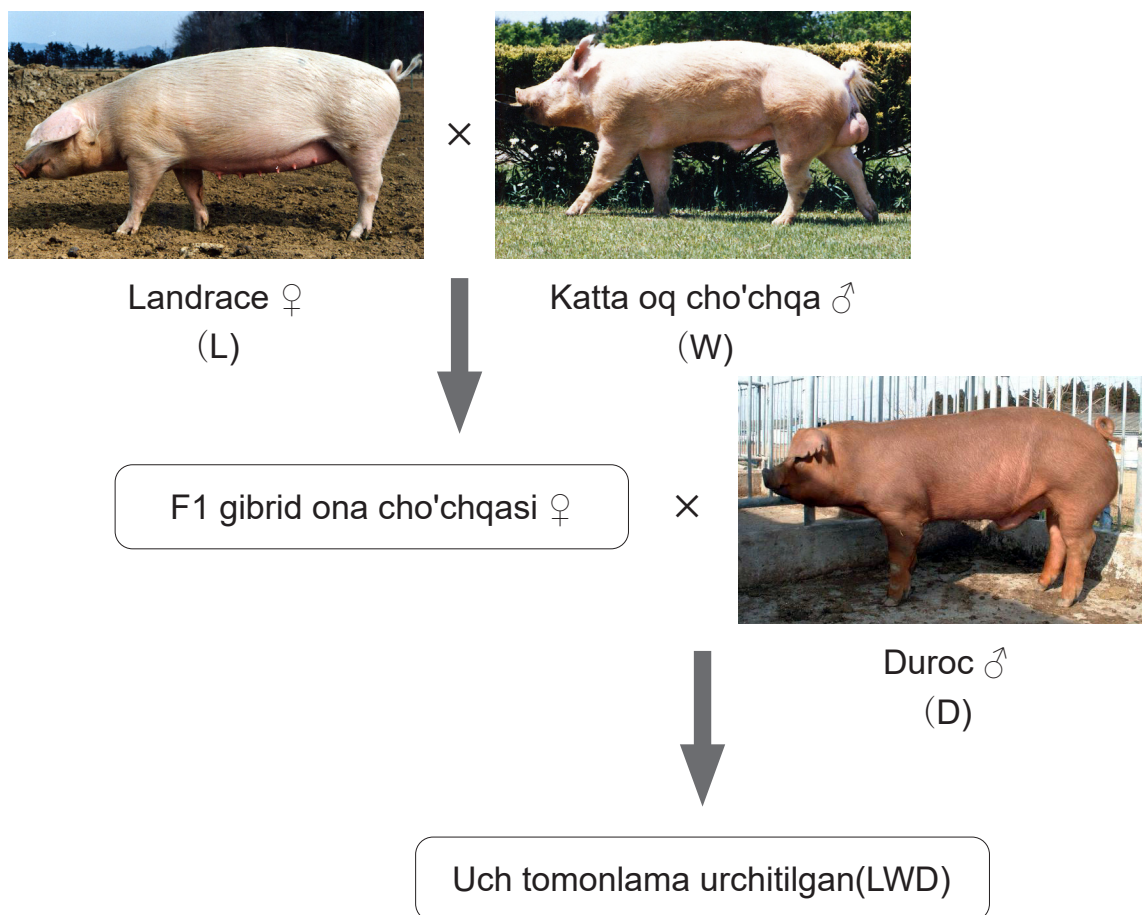 ×
Landrace ♀
(L)
Katta oq cho'chqa ♂
(W)
F1 gibrid ona cho'chqasi ♀
×
Duroc ♂
(D)
Uch tomonlama urchitilgan(LWD)